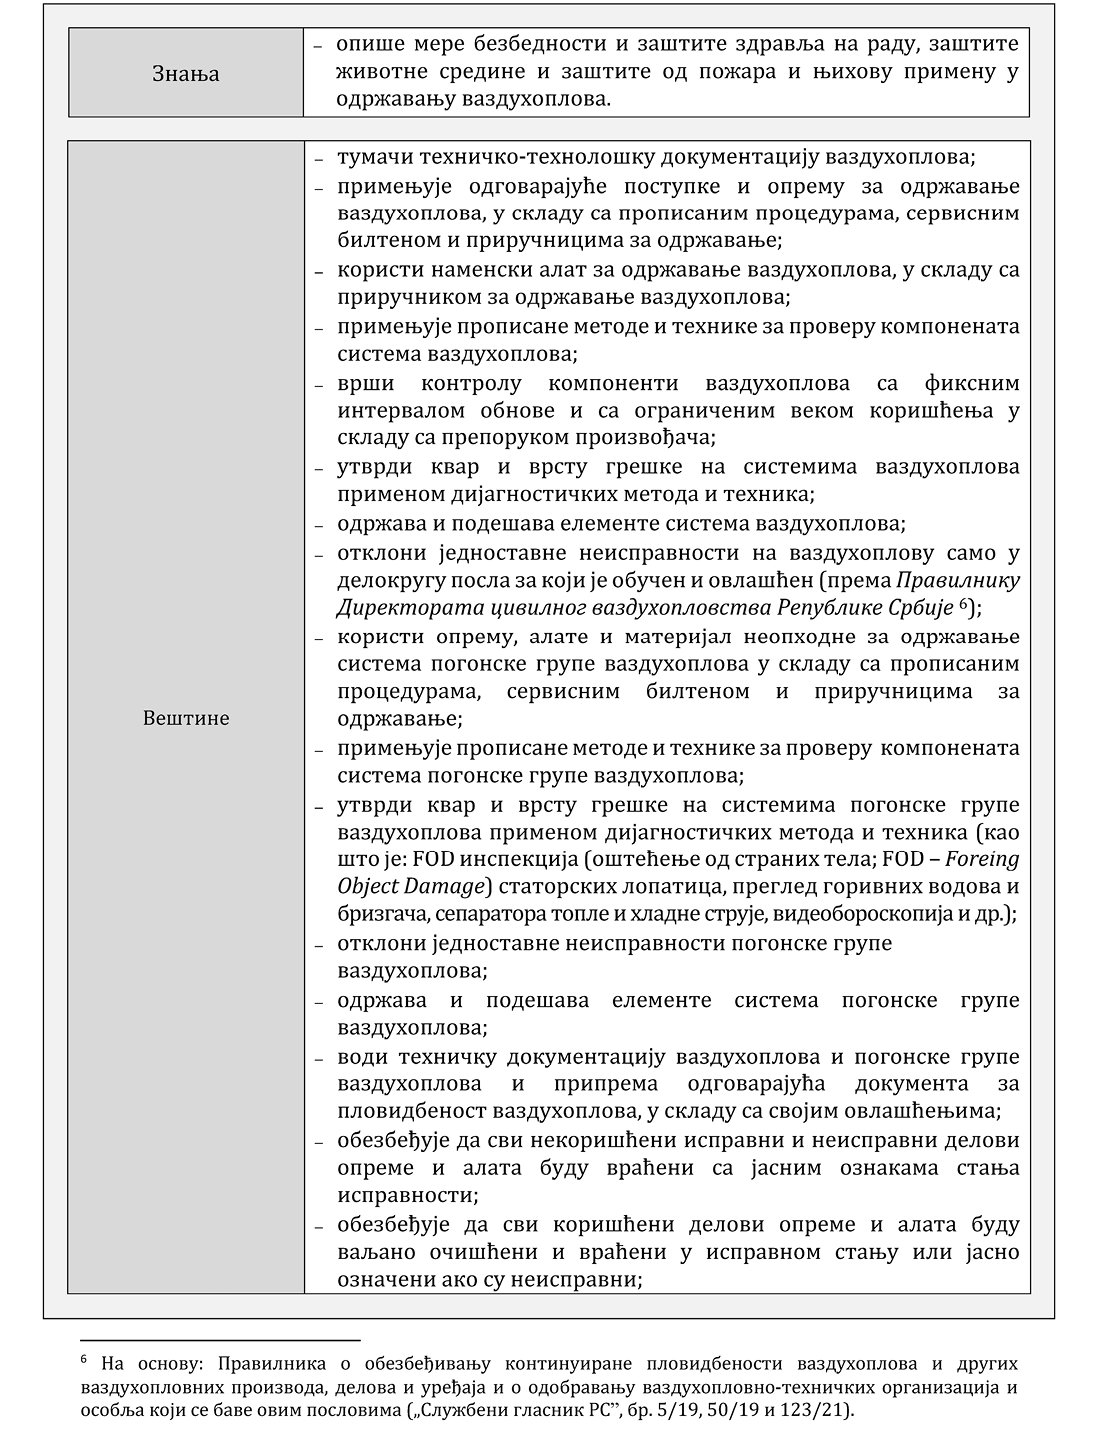 Знања
– опише мере безбедности и заштите здравља на раду, заштите
животне средине и заштите од пожара и њихову примену у
одржавању ваздухоплова.
Вештине
– тумачи техничко-технолошку документацију ваздухоплова;
– примењује одговарајуће поступке и опрему за одржавање
ваздухоплова, у складу са прописаним процедурама, сервисним
билтеном и приручницима за одржавање;
– користи наменски алат за одржавање ваздухоплова, у складу са
приручником за одржавање ваздухоплова;
– примењује прописане методе и технике за проверу компонената
система ваздухоплова;
– врши контролу компоненти ваздухоплова са фиксним
интервалом обнове и са ограниченим веком коришћења у
складу са препоруком произвођача;
– утврди квар и врсту грешке на системима ваздухоплова
применом дијагностичких метода и техника;
– одржава и подешава елементе система ваздухоплова;
– отклони једноставне неисправности на ваздухоплову само у
делокругу посла за који је обучен и овлашћен (према Правилнику
Директората цивилног ваздухопловства Републике Србије ⁶);
– користи опрему, алате и материјал неопходне за одржавање
система погонске групе ваздухоплова у складу са прописаним
процедурама, сервисним билтеном и приручницима за
одржавање;
– примењује прописане методе и технике за проверу компонената
система погонске групе ваздухоплова;
– утврди квар и врсту грешке на системима погонске групе
ваздухоплова применом дијагностичких метода и техника (као
што је: FOD инспекција (оштећење од страних тела; FOD – Foreing
Object Damage) статорских лопатица, преглед горивних водова и
бризгача, сепаратора топле и хладне струје, видеобороскопија и др.);
– отклони једноставне неисправности погонске групе
ваздухоплова;
– одржава и подешава елементе система погонске групе
ваздухоплова;
– води техничку документацију ваздухоплова и погонске групе
ваздухоплова и припрема одговарајућа документа за
пловидбеност ваздухоплова, у складу са својим овлашћењима;
– обезбеђује да сви некоришћени исправни и неисправни делови
опреме и алата буду враћени са јасним ознакама стања
исправности;
– обезбеђује да сви коришћени делови опреме и алата буду
ваљано очишћени и враћени у исправном стању или јасно
означени ако су неисправни;
⁶ На основу: Правилника о обезбеђивању континуиране пловидбености ваздухоплова и других
ваздухопловних производа, делова и уређаја и о одобравању ваздухопловно-техничких организација и
особља који се баве овим пословима („Службени гласник РС”, бр. 5/19, 50/19 и 123/21).